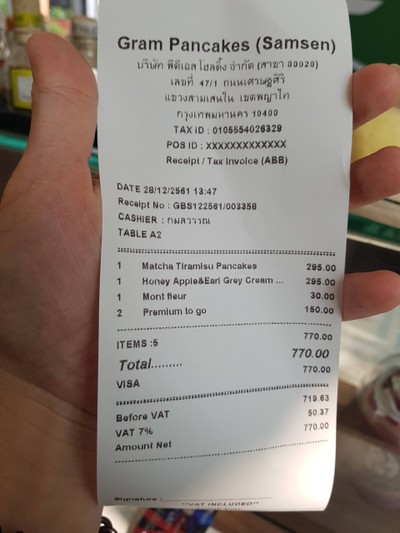 Gram Pancakes (Samsen)
บริษัท พีดีเอส โฮลดิ้ง จำกัด (สาขา 00020)
เลขที่ 47/1 ถนนเศรษฐศิริ
แขวงสามเสนใน เขตพญาไท
กรุงเทพมหานคร 10400
TAX ID : 0105554026329
POS ID : XXXXXXXXXXXXX
Receipt / Tax Invoice (ABB)
DATE 28/12/2561 13:47
Receipt No : GBS122561/003358
CASHIER : กมลวรรณ
TABLE A2
1 Matcha Tiramisu Pancakes 295.00
1 Honey Apple&Earl Grey Cream ... 295.00
1 Mont fleur 30.00
2 Premium to go 150.00
ITEMS :5 770.00
Total......... 770.00
VISA 770.00
Before VAT 719.63
VAT 7% 50.37
Amount Net 770.00
Signature :
**VAT INCLUDED**